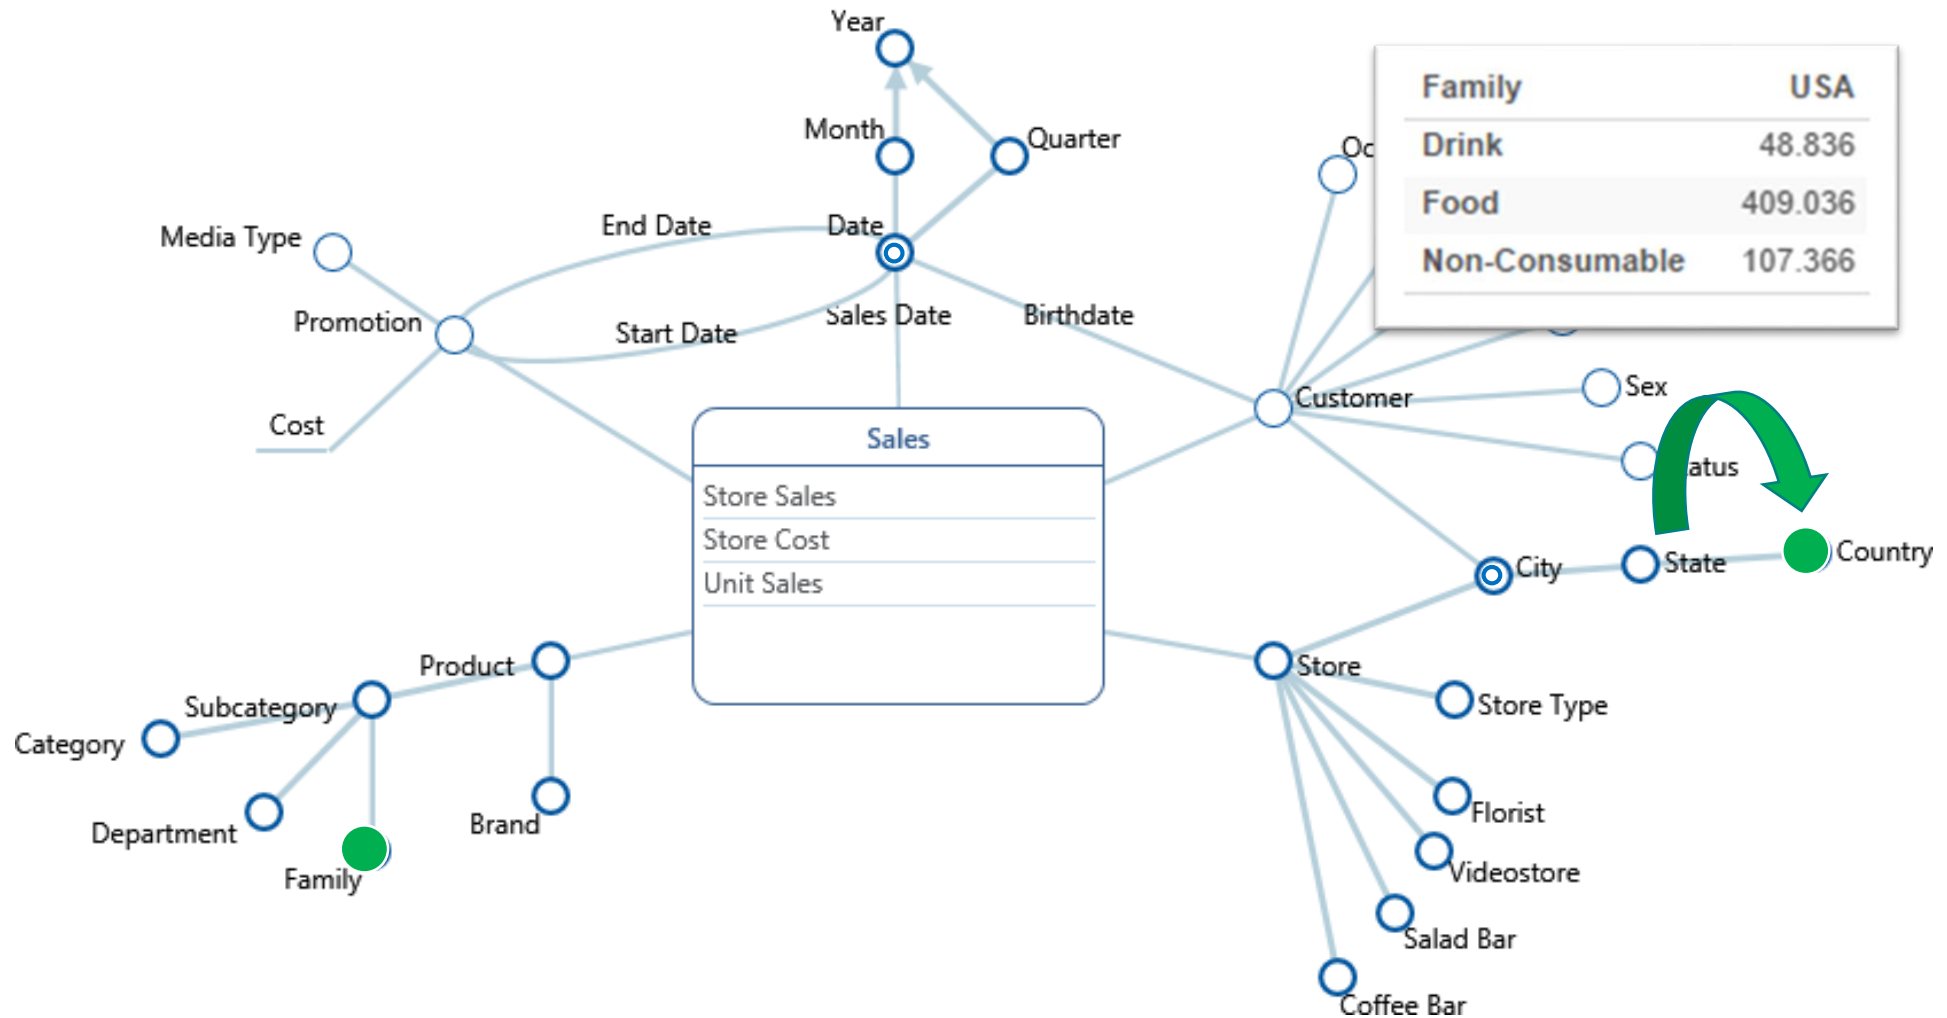 Year
Month
Quarter
Date
End Date
Media Type
Promotion
Start Date
Sales Date
Birthdate
Cost
Family USA
Drink 48.836
Food 409.036
Non-Consumable 107.366
Customer
Sex
Sales
Store Sales
Store Cost
Unit Sales
City
State
Country
Product
Subcategory
Category
Department
Family
Brand
Store
Store Type
Florist
Videostore
Salad Bar
Coffee Bar